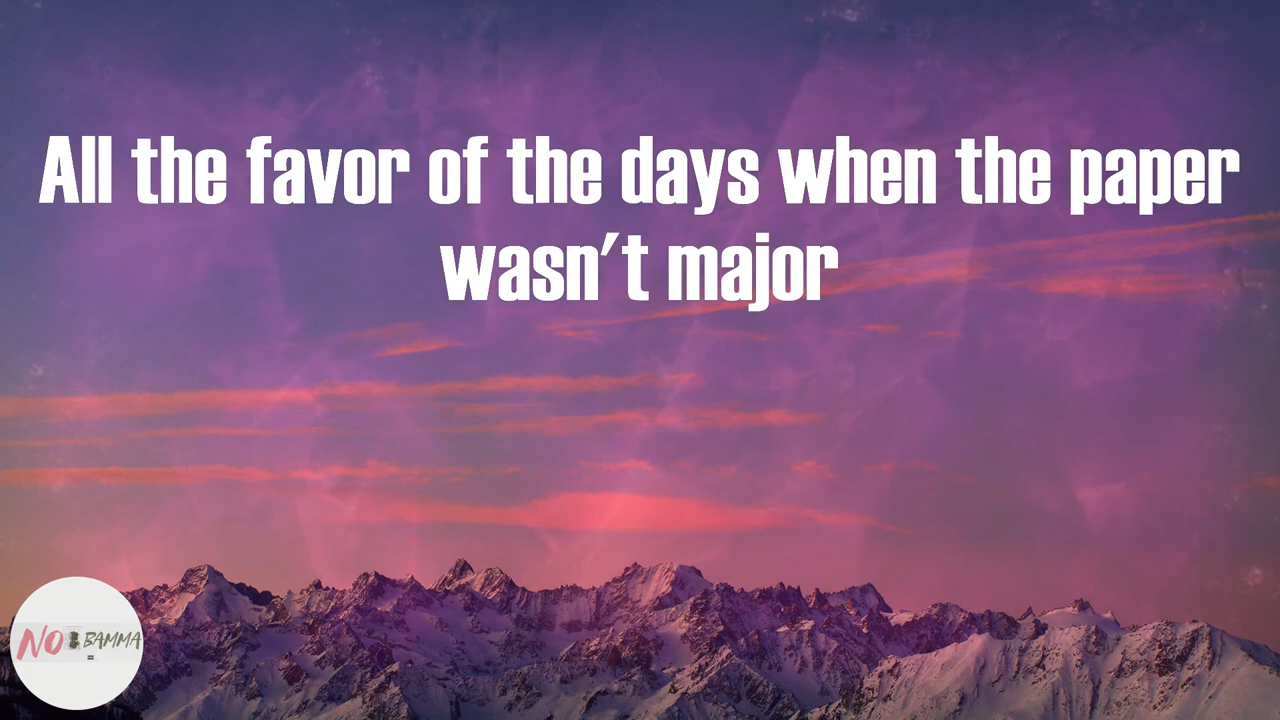 All the favor of the days when the paper
wasn't major
NO BAMMA